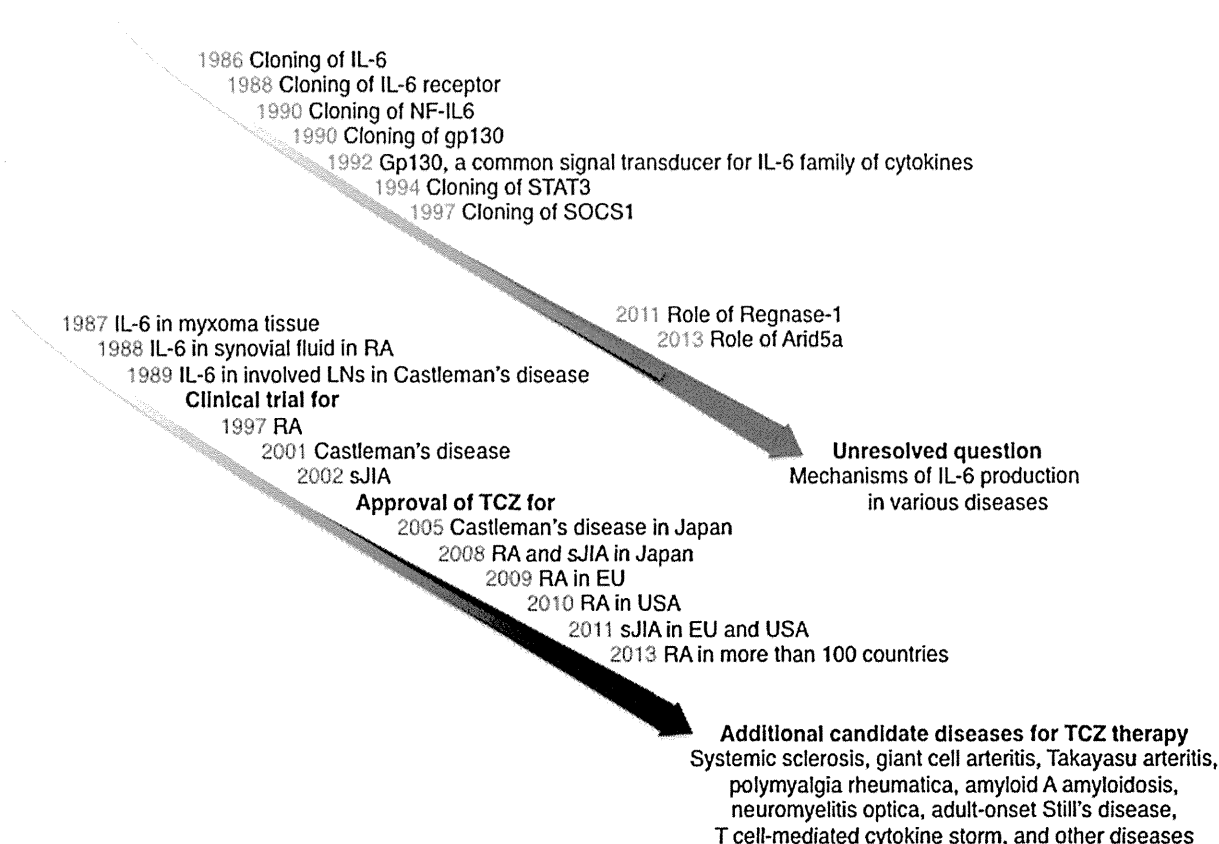 1986 Cloning of IL-6
1988 Cloning of IL-6 receptor
1990 Cloning of NF-IL6
1990 Cloning of gp130
1992 Gp130, a common signal transducer for IL-6 family of cytokines
1994 Cloning of STAT3
1997 Cloning of SOCS1
2011 Role of Regnase-1
2013 Role of Arid5a
Unresolved question
Mechanisms of IL-6 production
in various diseases
1987 IL-6 in myxoma tissue
1988 IL-6 in synovial fluid in RA
1989 IL-6 in involved LNs in Castleman's disease
Clinical trial for
1997 RA
2001 Castleman's disease
2002 sJIA
Approval of TCZ for
2005 Castleman's disease in Japan
2008 RA and sJIA in Japan
2009 RA in EU
2010 RA in USA
2011 sJIA in EU and USA
2013 RA in more than 100 countries
Additional candidate diseases for TCZ therapy
Systemic sclerosis, giant cell arteritis, Takayasu arteritis,
polymyalgia rheumatica, amyloid A amyloidosis,
neuromyelitis optica, adult-onset Still's disease,
T cell-mediated cytokine storm, and other diseases